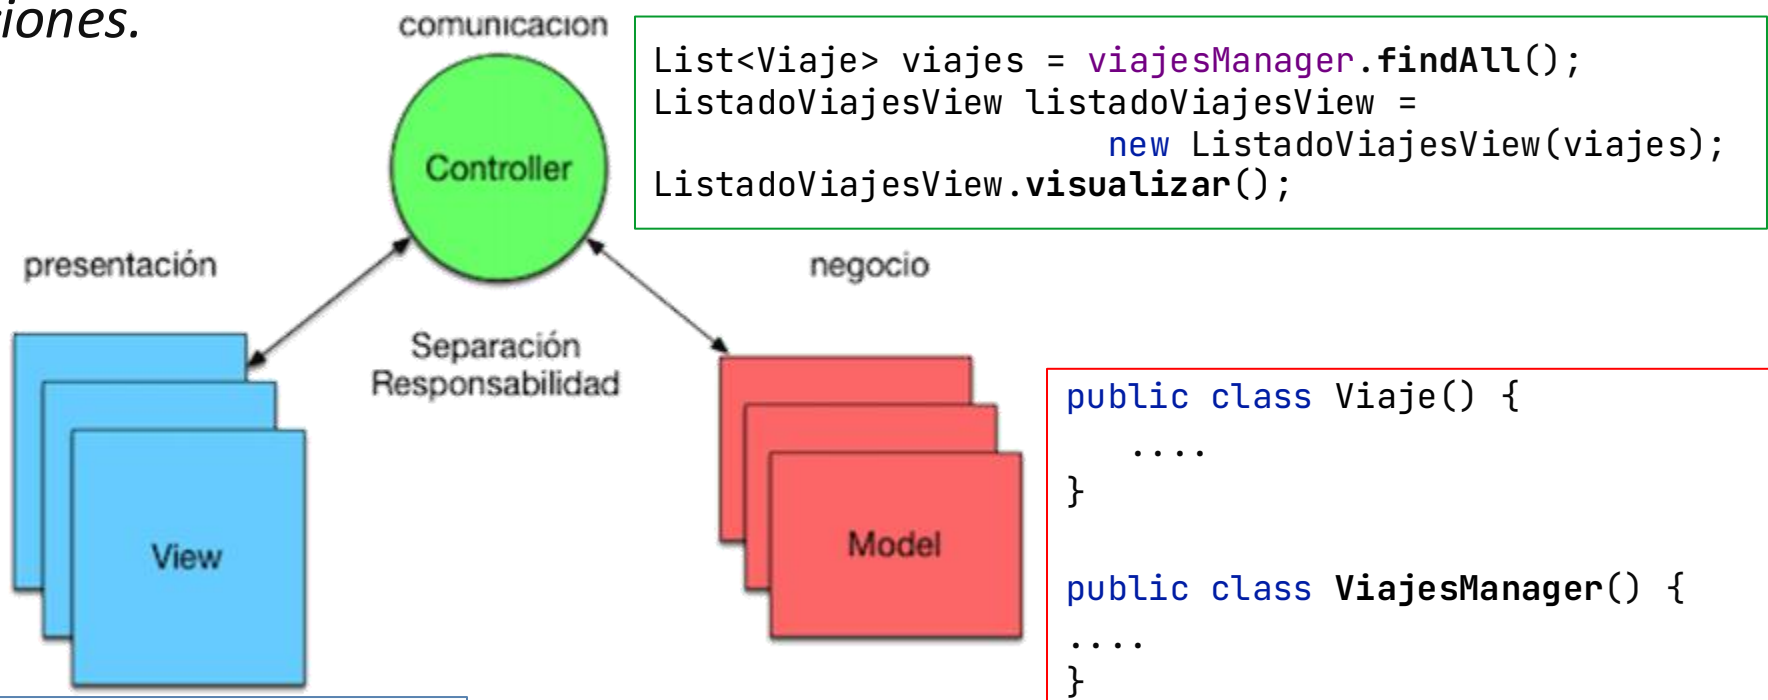 ciones.
comunicacion
List<Viaje> viajes = viajesManager.findAll();
ListadoViajesView listadoViajesView =
new ListadoViajesView(viajes);
ListadoViajesView.visualizar();
Controller
presentación
negocio
Separación
Responsabilidad
View
Model
public class Viaje() {
....
}
public class ViajesManager() {
....
}